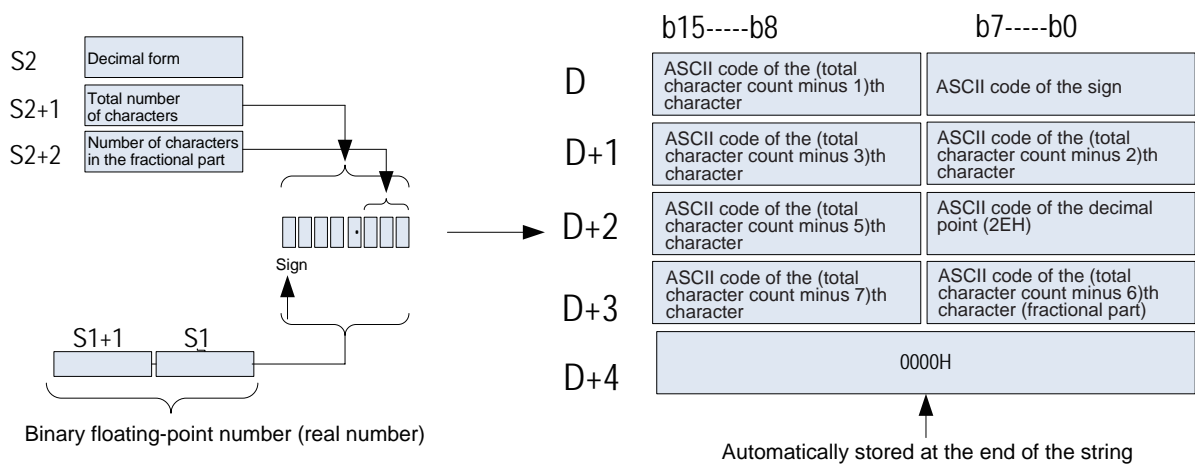 S2
Decimal form
S2+1
Total number
of characters
S2+2
Number of characters
in the fractional part
Sign
S1+1
S1
Binary floating-point number (real number)
b15-----b8
b7-----b0
D
ASCII code of the (total
character count minus 1)th
character
ASCII code of the sign
D+1
ASCII code of the (total
character count minus 3)th
character
ASCII code of the (total
character count minus 2)th
character
D+2
ASCII code of the (total
character count minus 5)th
character
ASCII code of the decimal
point (2EH)
D+3
ASCII code of the (total
character count minus 7)th
character
ASCII code of the (total
character count minus 6)th
character (fractional part)
D+4
0000H
Automatically stored at the end of the string